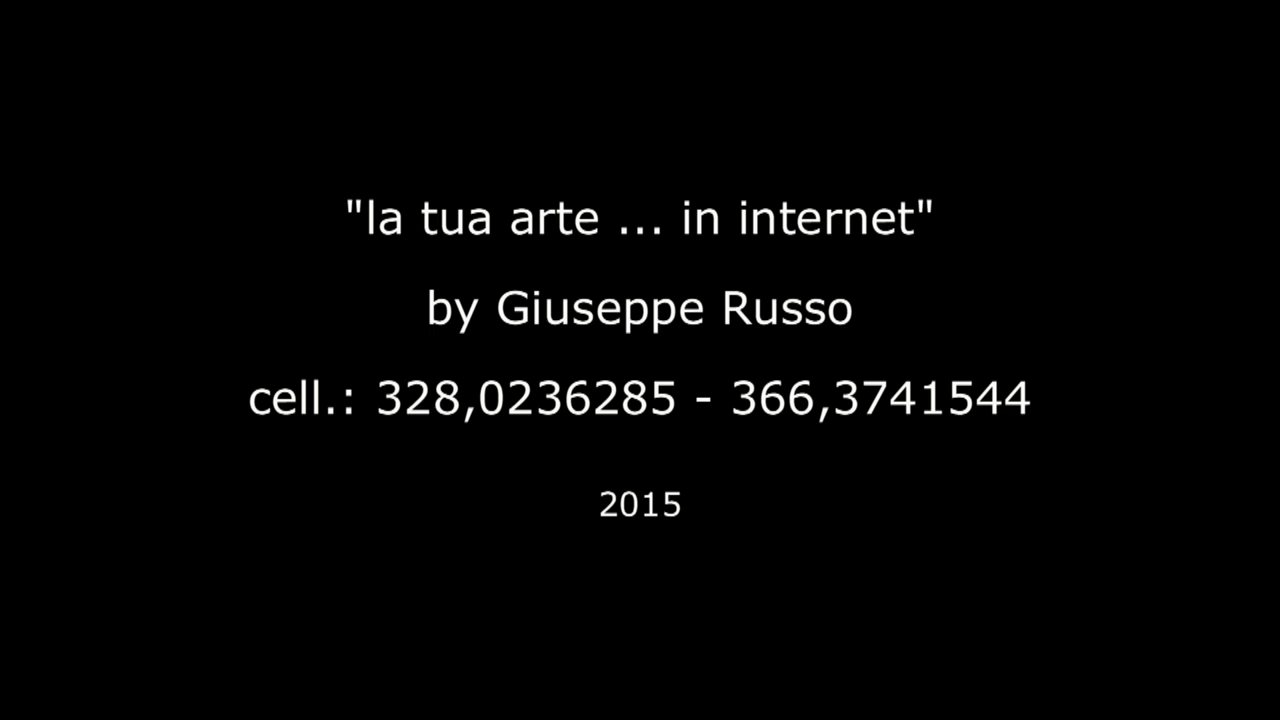 "la tua arte ... in internet"
by Giuseppe Russo
cell.: 328,0236285 - 366,3741544
2015